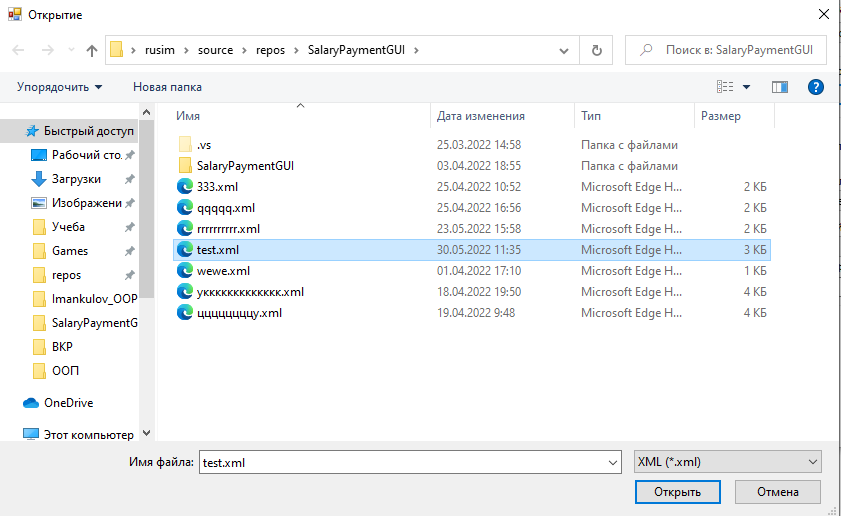 Открытие
rusim › source › repos › SalaryPaymentGUI ›
Поиск в: SalaryPaymentGUI
Упорядочить
Новая папка
?
Имя Дата изменения Тип Размер
Быстрый доступ
Рабочий сто.
Загрузки
Изображени
Учеба
Games
repos
Imankulov_OOP
SalaryPaymentG
ВКР
ООП
OneDrive
Этот компьютер
.vs 25.03.2022 14:58 Папка с файлами
SalaryPaymentGUI 03.04.2022 18:55 Папка с файлами
333.xml 25.04.2022 10:52 Microsoft Edge H... 2 КБ
qqqqq.xml 25.04.2022 16:56 Microsoft Edge H... 2 КБ
rrrrrrrrrr.xml 23.05.2022 15:58 Microsoft Edge H... 2 КБ
test.xml 30.05.2022 11:35 Microsoft Edge H... 3 КБ
wewe.xml 01.04.2022 17:10 Microsoft Edge H... 1 КБ
укккккккккккк.xml 18.04.2022 19:50 Microsoft Edge H... 4 КБ
ццццццццу.xml 19.04.2022 9:48 Microsoft Edge H... 4 КБ
Имя файла: test.xml XML (*.xml)
Открыть Отмена